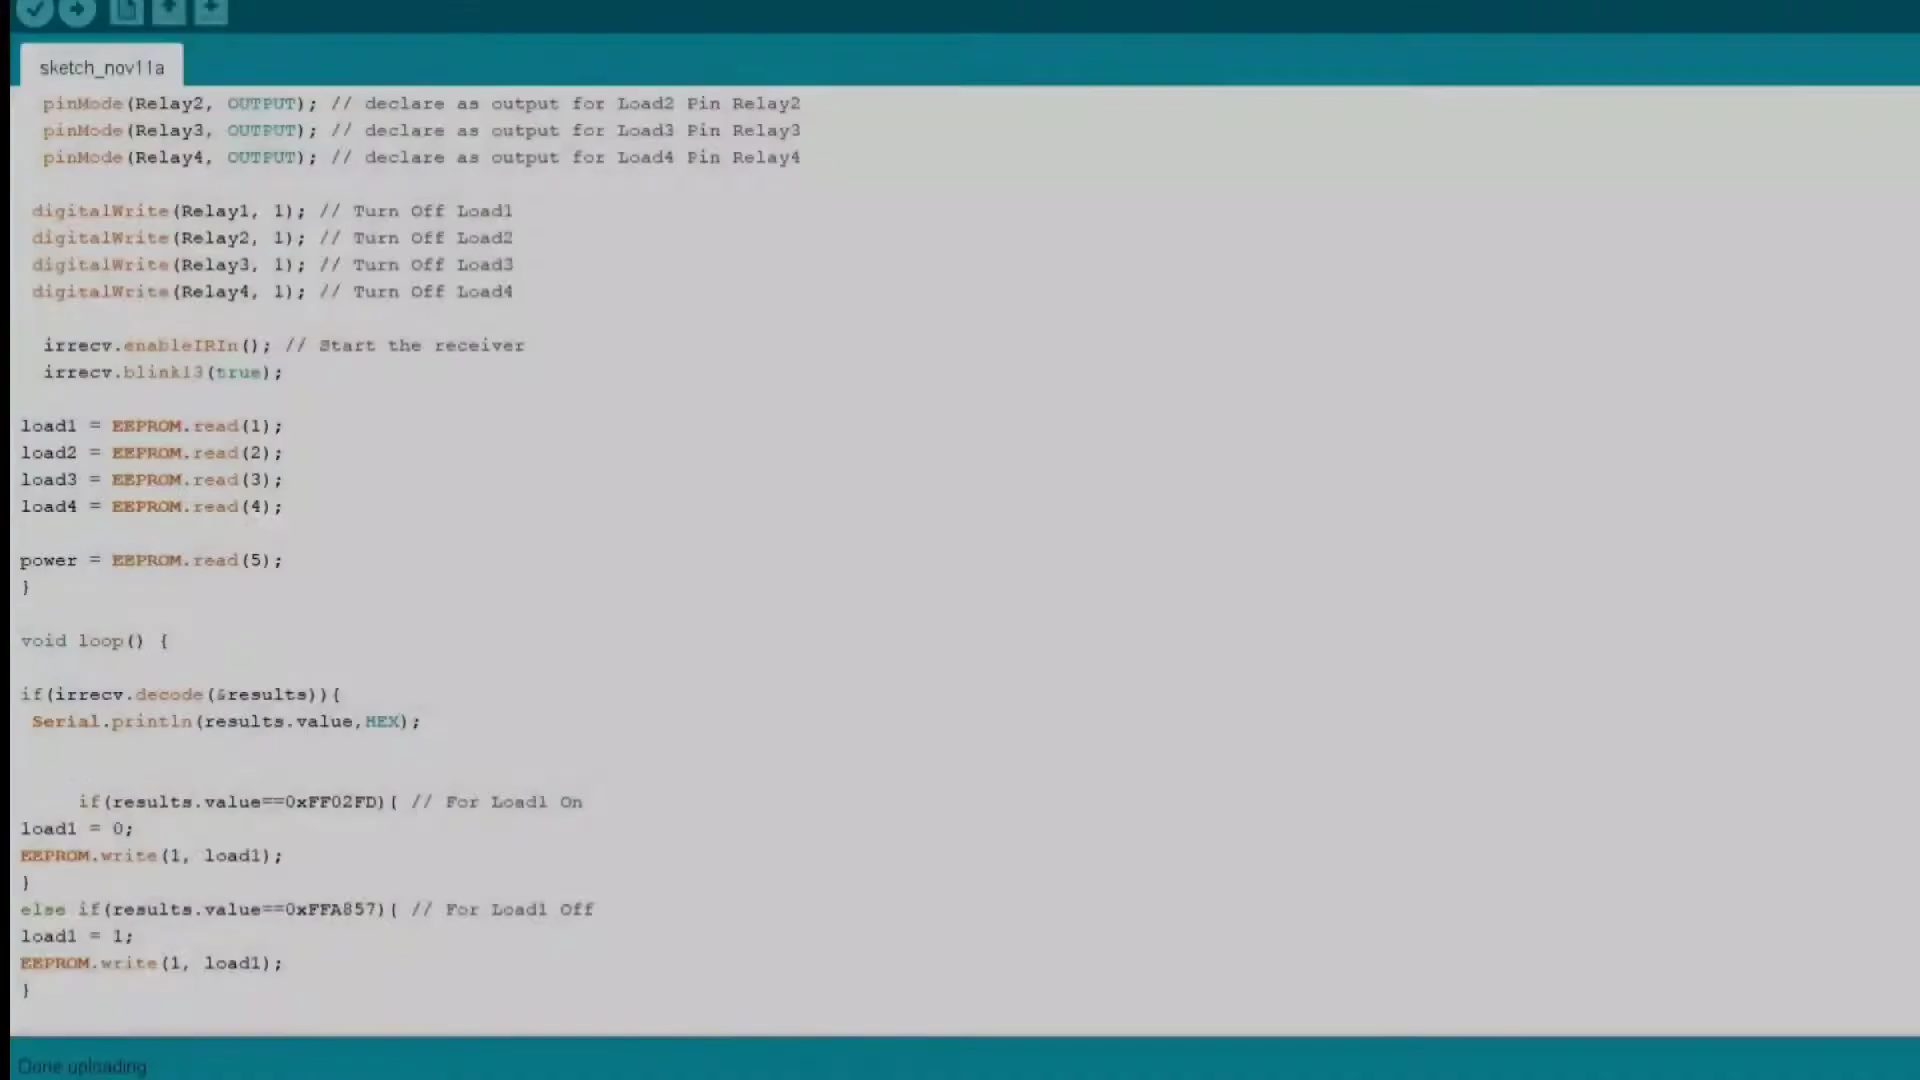 sketch_nov11a
pinMode(Relay2, OUTPUT); // declare as output for Load2 Pin Relay2
pinMode(Relay3, OUTPUT); // declare as output for Load3 Pin Relay3
pinMode(Relay4, OUTPUT); // declare as output for Load4 Pin Relay4
digitalWrite(Relay1, 1); // Turn Off Load1
digitalWrite(Relay2, 1); // Turn Off Load2
digitalWrite(Relay3, 1); // Turn Off Load3
digitalWrite(Relay4, 1); // Turn Off Load4
irrecv.enableIRIn(); // Start the receiver
irrecv.blink13(true);
load1 = EEPROM.read(1);
load2 = EEPROM.read(2);
load3 = EEPROM.read(3);
load4 = EEPROM.read(4);
power = EEPROM.read(5);
}
void loop() {
if(irrecv.decode(&results)){
Serial.println(results.value,HEX);
if(results.value==0xFF02FD){ // For Load1 On
load1 = 0;
EEPROM.write(1, load1);
}
else if(results.value==0xFFA857){ // For Load1 Off
load1 = 1;
EEPROM.write(1, load1);
}
Done uploading